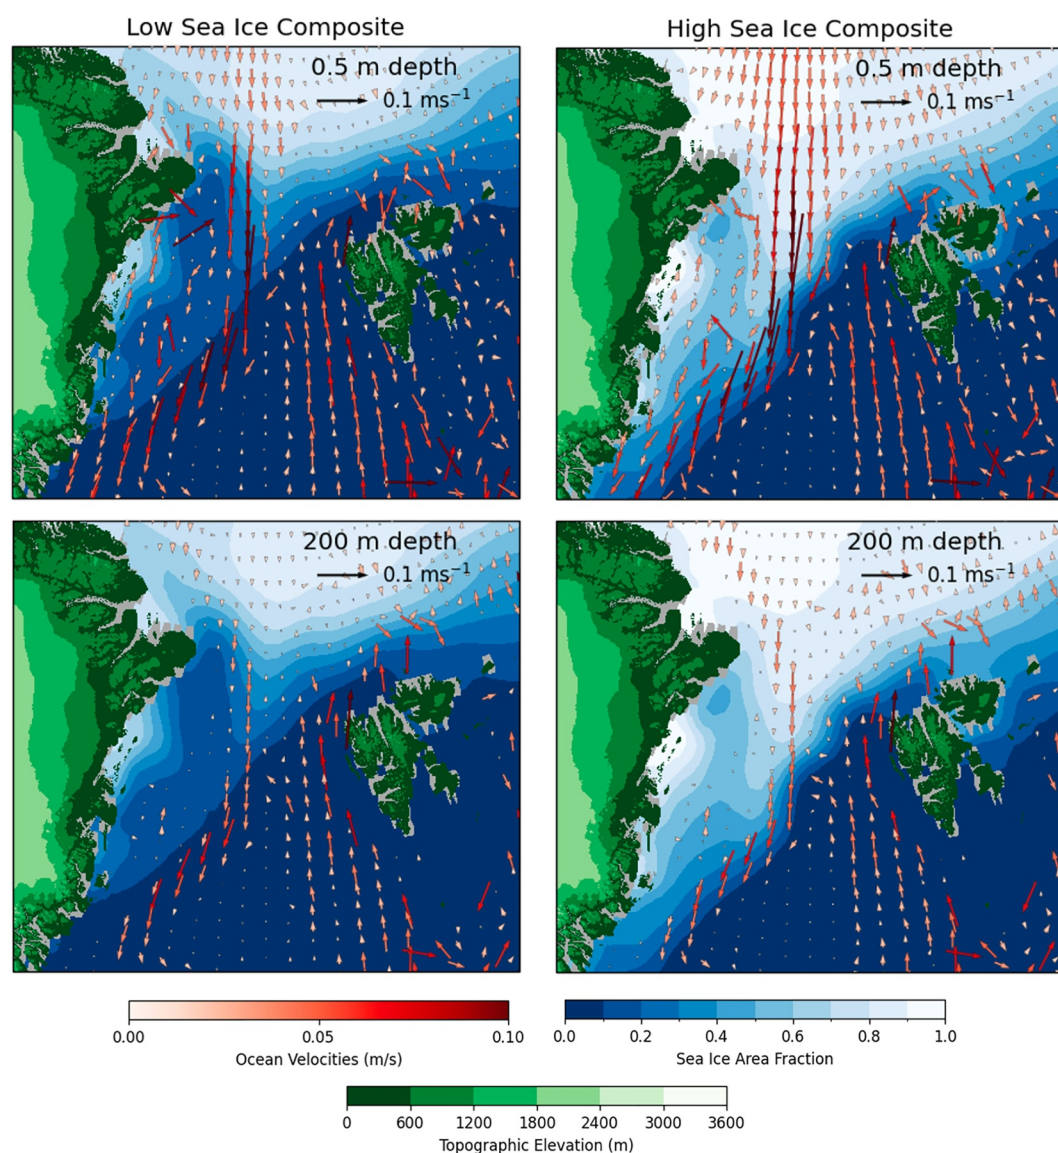 Low Sea Ice Composite
High Sea Ice Composite
0.5 m depth
0.1 ms⁻¹
0.5 m depth
0.1 ms⁻¹
200 m depth
0.1 ms⁻¹
200 m depth
0.1 ms⁻¹
0.00 0.05 0.10
Ocean Velocities (m/s)
0.0 0.2 0.4 0.6 0.8 1.0
Sea Ice Area Fraction
0 600 1200 1800 2400 3000 3600
Topographic Elevation (m)